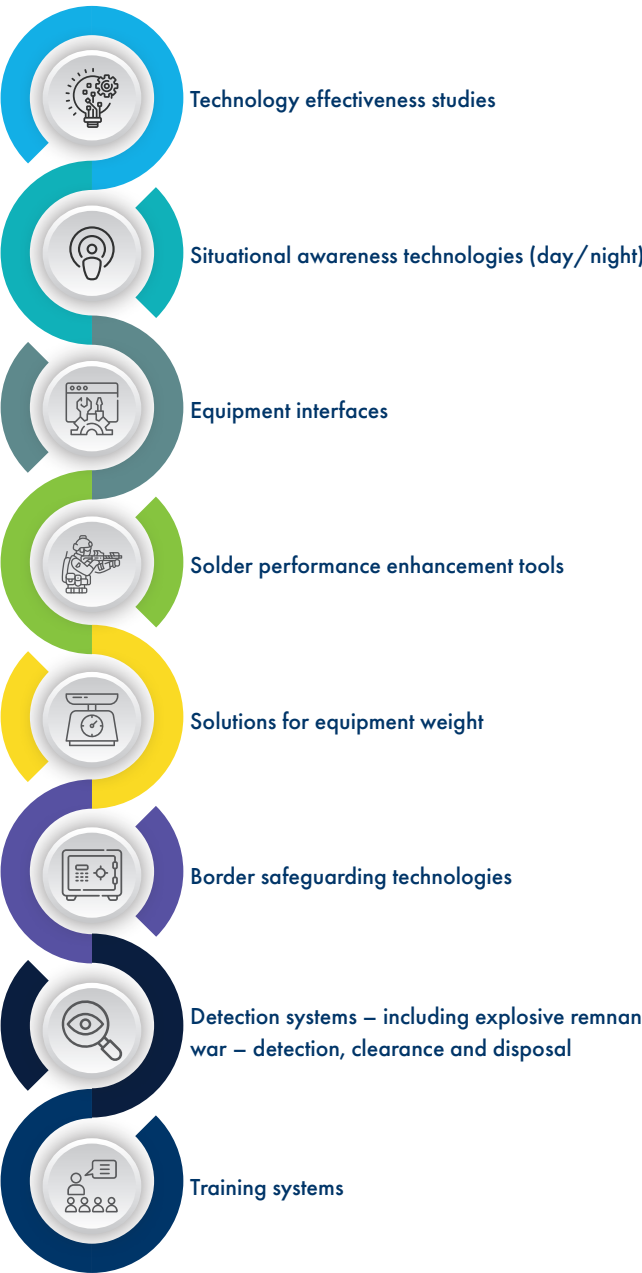 Technology effectiveness studies
Situational awareness technologies (day/night)
Equipment interfaces
Solder performance enhancement tools
Solutions for equipment weight
Border safeguarding technologies
Detection systems – including explosive remnan
war – detection, clearance and disposal
Training systems